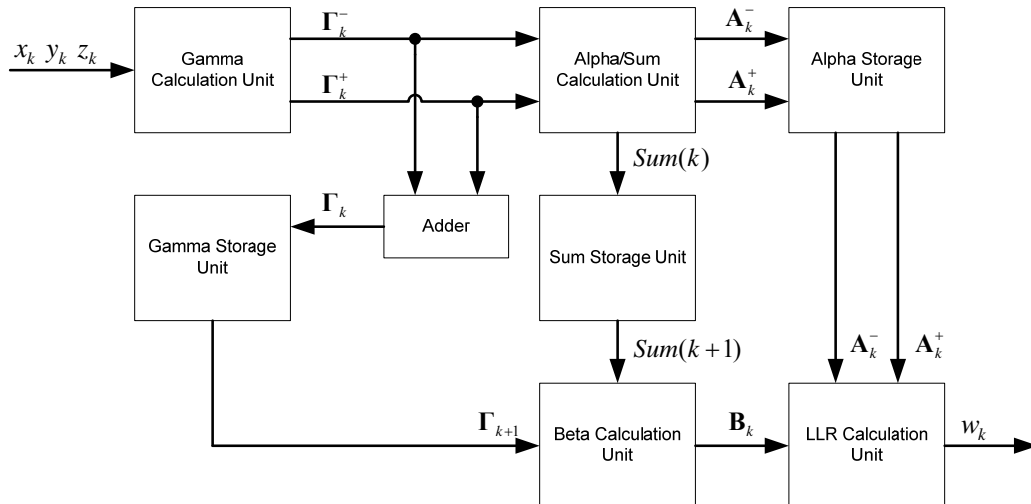 x_k y_k z_k
Gamma
Calculation Unit
Γ_k^-
Γ_k^+
Alpha/Sum
Calculation Unit
A_k^-
A_k^+
Alpha Storage
Unit
Sum(k)
Γ_k
Adder
Gamma Storage
Unit
Sum Storage Unit
Sum(k+1)
A_k^-
A_k^+
Γ_{k+1}
Beta Calculation
Unit
B_k
LLR Calculation
Unit
w_k